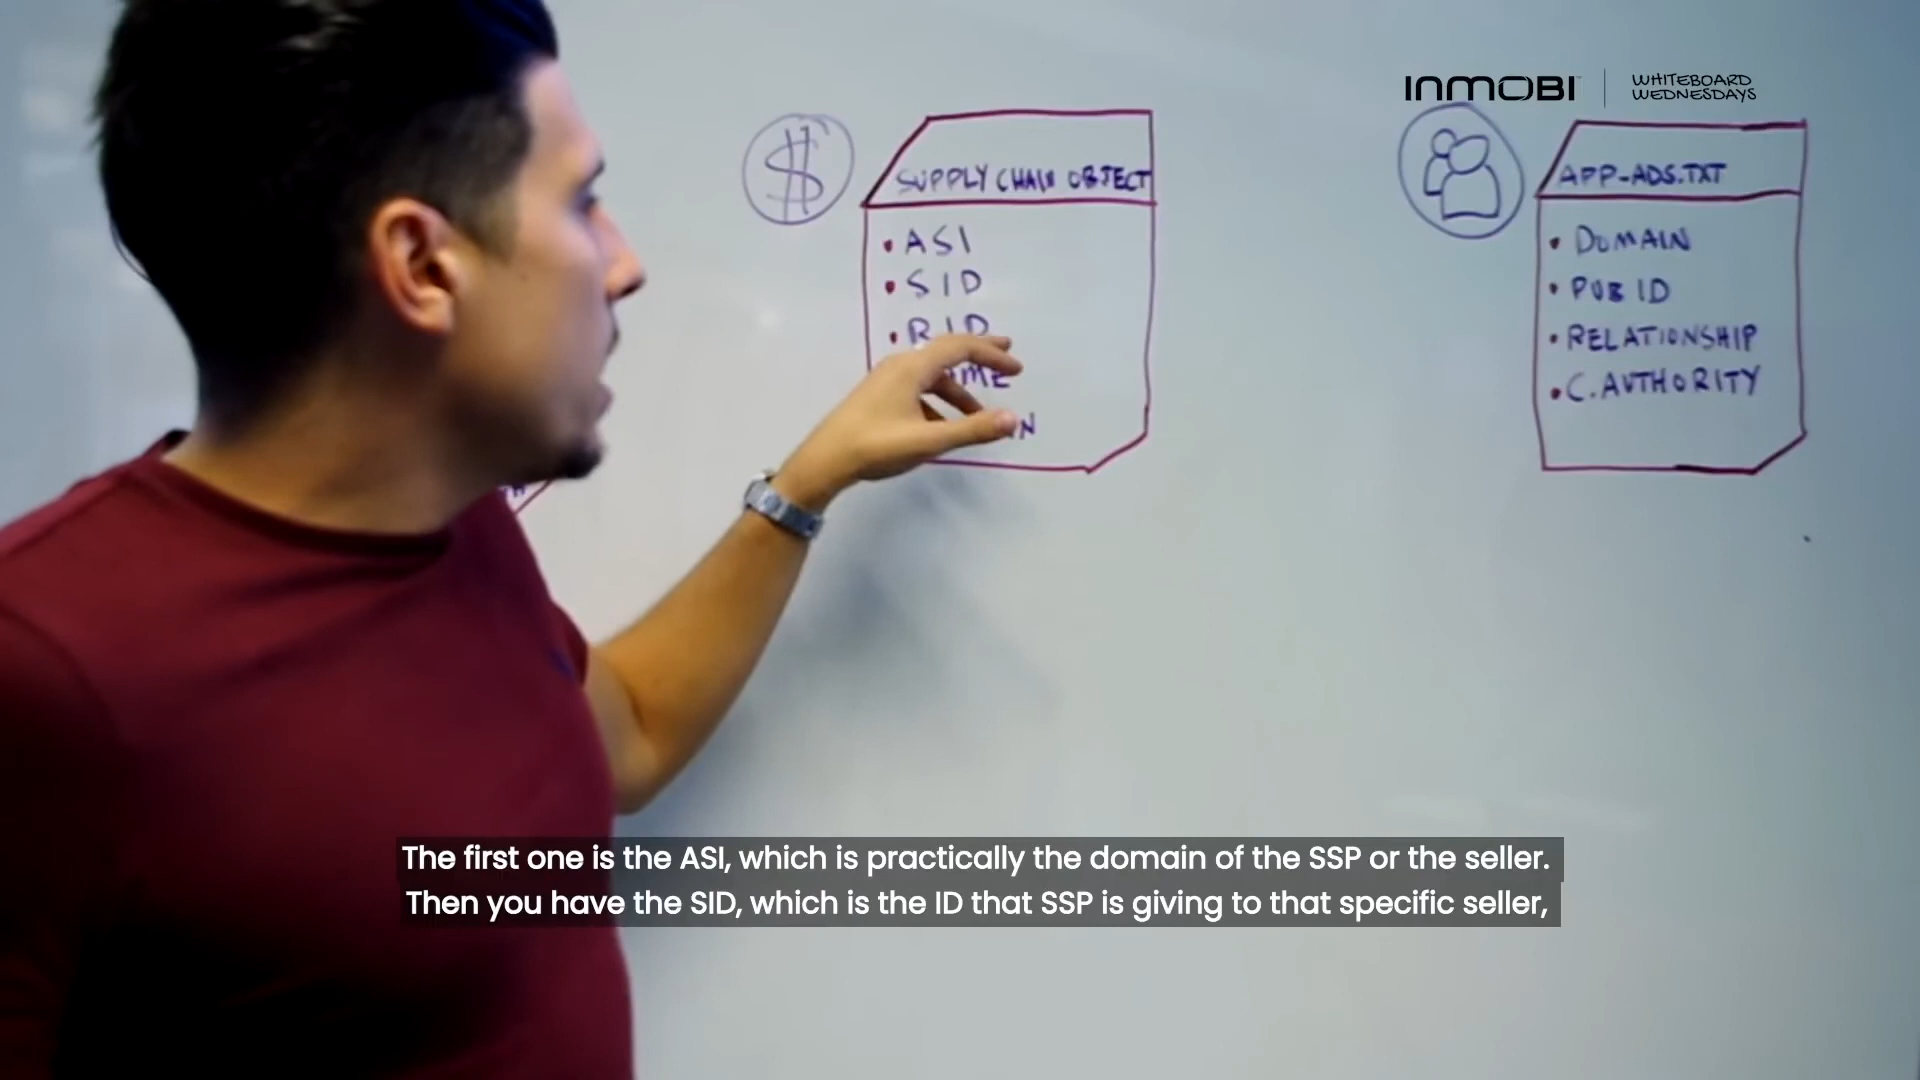 INMOBI
WHITEBOARD
WEDNESDAYS
SUPPLY CHAIN OBJECT
• ASI
• SID
• RID
APP-ADS.TXT
• DOMAIN
• PUB ID
• RELATIONSHIP
• C. AUTHORITY
The first one is the ASI, which is practically the domain of the SSP or the seller.
Then you have the SID, which is the ID that SSP is giving to that specific seller,